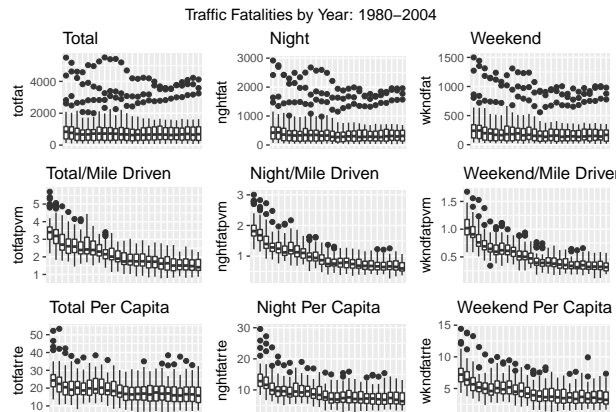 Traffic Fatalities by Year: 1980–2004
Total
Night
Weekend
totfat
4000
2000
0
nghtfat
3000
2000
1000
0
wkndfat
1500
1000
500
0
Total/Mile Driven
Night/Mile Driven
Weekend/Mile Driven
totfatpvm
5
4
3
2
1
nghtfatpvm
3
2
1
wkndfatpvm
1.5
1.0
0.5
Total Per Capita
Night Per Capita
Weekend Per Capita
totfatrte
50
40
30
20
10
nghtfatrte
30
20
10
wkndfatrte
15
10
5